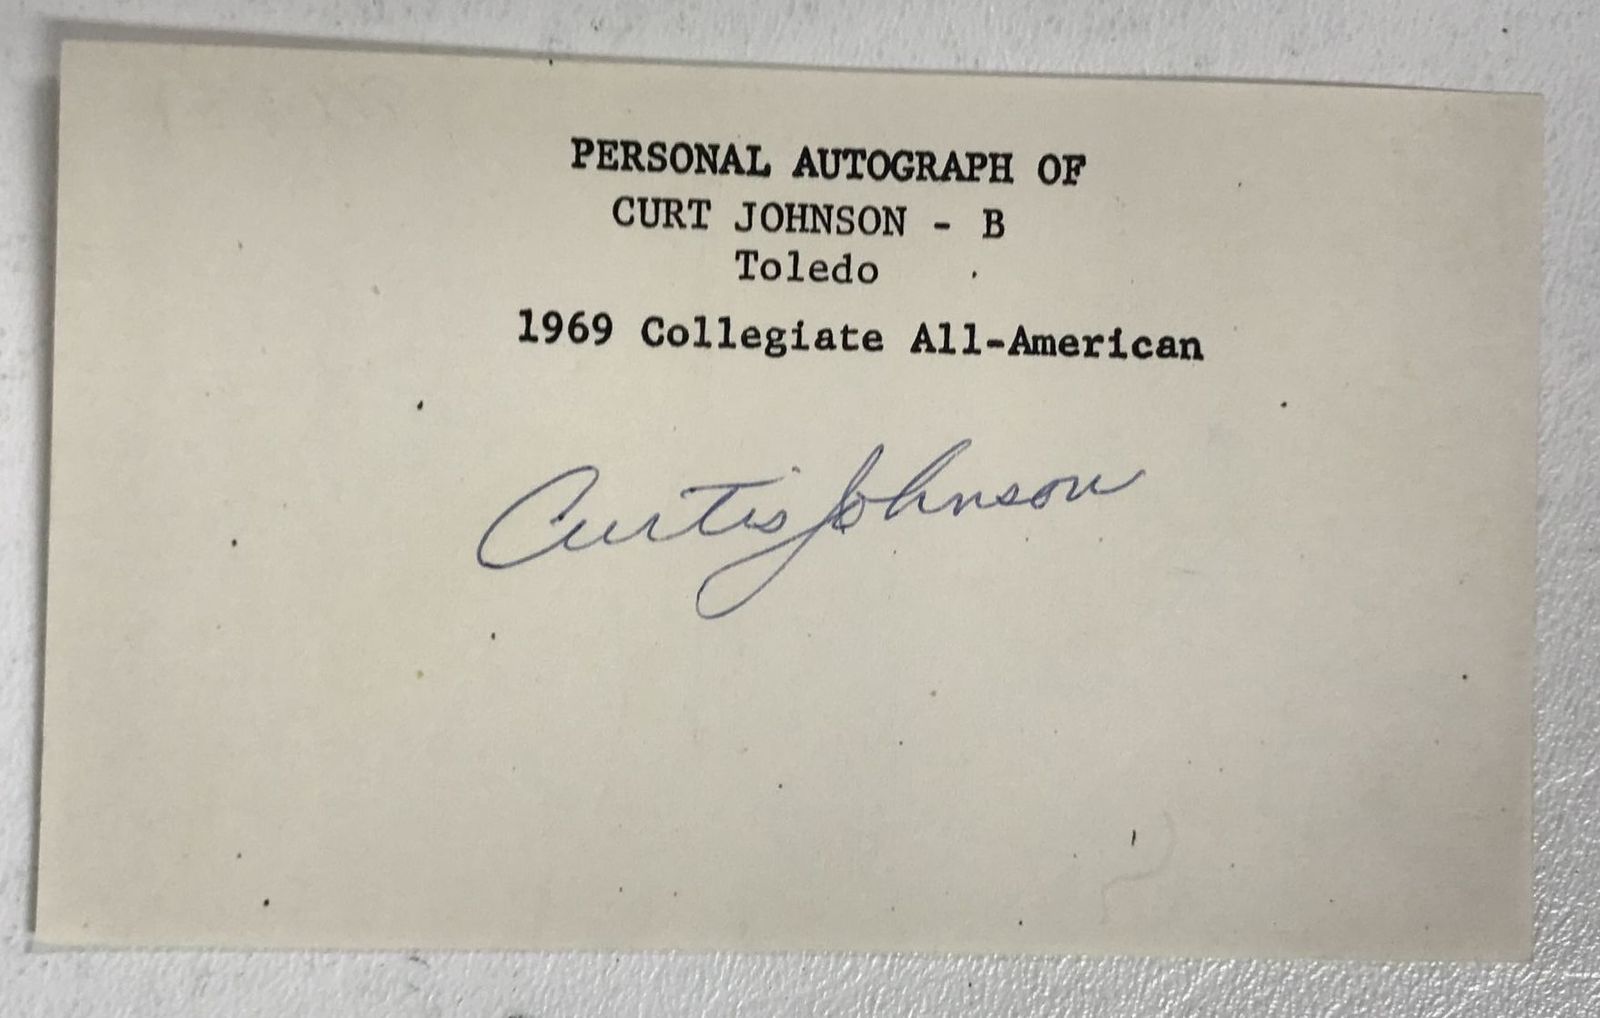 PERSONAL AUTOGRAPH OF
CURT JOHNSON - B
Toledo
1969 Collegiate All-American
Curtis Johnson